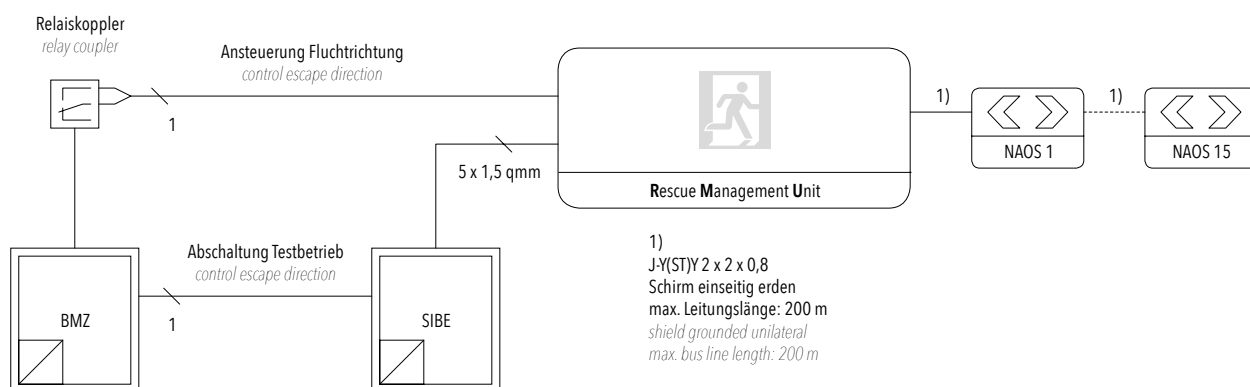 Relaiskoppler
relay coupler
Ansteuerung Fluchtrichtung
control escape direction
1
5 x 1,5 qmm
Rescue Management Unit
1)
NAOS 1
1)
NAOS 15
Abschaltung Testbetrieb
control escape direction
1
BMZ
SIBE
1)
J-Y(ST)Y 2 x 2 x 0,8
Schirm einseitig erden
max. Leitungslänge: 200 m
shield grounded unilateral
max. bus line length: 200 m